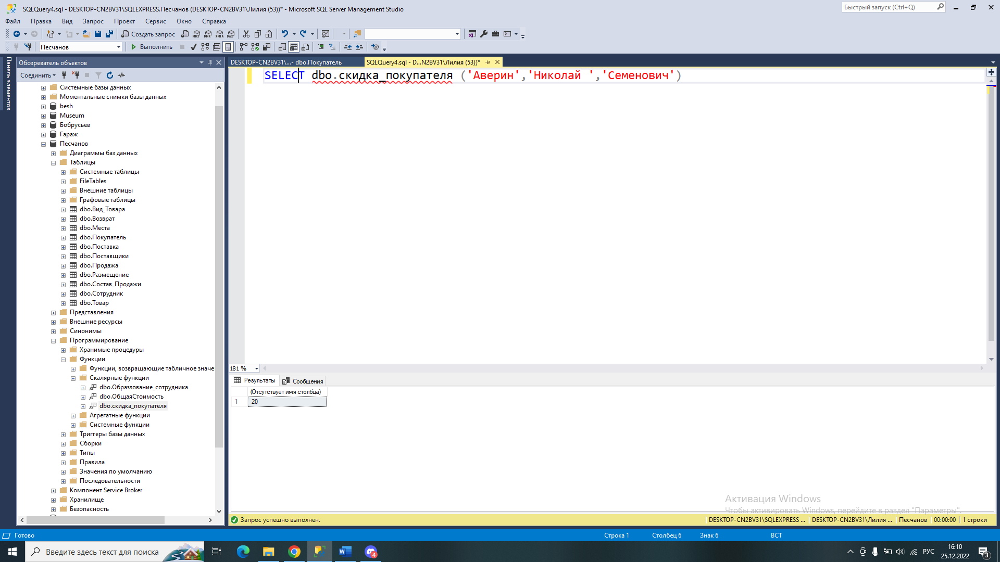 SQLQuery4.sql - DESKTOP-CN2BV31\SQLEXPRESS.Песчанов (DESKTOP-CN2BV31\Лилия (53))* - Microsoft SQL Server Management Studio
Быстрый запуск (Ctrl+Q)
Файл Правка Вид Запрос Проект Сервис Окно Справка
Создать запрос MDX DMX XMLA DAX
Песчанов Выполнить
Панель элементов
Обозреватель объектов
DESKTOP-CN2BV31\...- dbo.Покупатель
SQLQuery4.sql - D...N2BV31\Лилия (53))*
Соединить
SELECT dbo.скидка_покупателя ('Аверин','Николай ','Семенович')
Системные базы данных
Моментальные снимки базы данных
besh
Museum
Бобрусьев
Гараж
Песчанов
Диаграммы баз данных
Таблицы
Системные таблицы
FileTables
Внешние таблицы
Графовые таблицы
dbo.Вид_Товара
dbo.Возврат
dbo.Места
dbo.Покупатель
dbo.Поставка
dbo.Поставщики
dbo.Продажа
dbo.Размещение
dbo.Состав_Продажи
dbo.Сотрудник
dbo.Товар
Представления
Внешние ресурсы
Синонимы
Программирование
Хранимые процедуры
Функции
Функции, возвращающие табличное значе
Скалярные функции
dbo.Образзование_сотрудника
dbo.ОбщаяСтоимость
dbo.скидка_покупателя
Агрегатные функции
Системные функции
Триггеры базы данных
Сборки
Типы
Правила
Значения по умолчанию
Последовательности
Компонент Service Broker
Хранилище
Безопасность
181 %
Результаты Сообщения
(Отсутствует имя столбца)
1 20
Активация Windows
Чтобы активировать Windows, перейдите в раздел "Параметры".
Запрос успешно выполнен.
DESKTOP-CN2BV31\SQLEXPRESS ... DESKTOP-CN2BV31\Лилия ... Песчанов 00:00:00 1 строки
Готово
Строка 1 Столбец 6 Знак 6 ВСТ
Введите здесь текст для поиска
4
РУС
16:10
25.12.2022
3